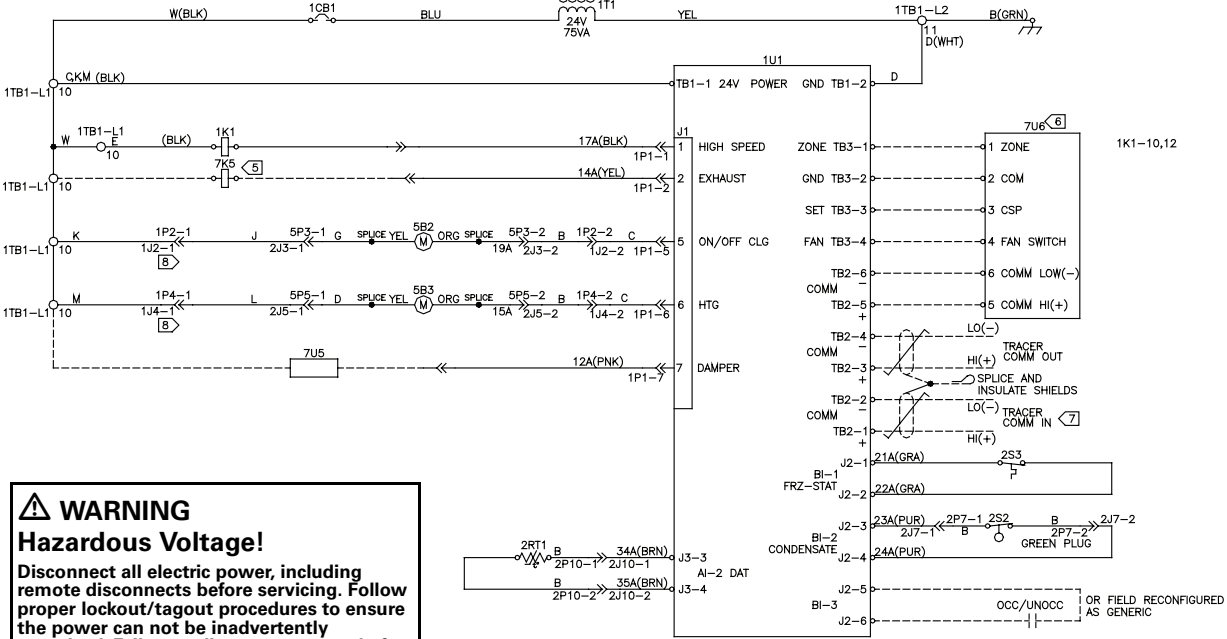 W(BLK) 1CB1 BLU 1T1 24V 75VA YEL 1TB1-L2 B(GRN)
11
D(WHT)
1U1
1TB1-L1 10 C,K,M (BLK) TB1-1 24V POWER GND TB1-2 D
J1
W 1TB1-L1 E 10 (BLK) 1K1 17A(BLK) 1P1-1 1 HIGH SPEED ZONE TB3-1
7U6 6
1 ZONE
1K1-10,12
1TB1-L1 10 7K5 5 14A(YEL) 1P1-2 2 EXHAUST GND TB3-2 2 COM
SET TB3-3 3 CSP
1TB1-L1 10 K 1P2-1 1J2-1 8 J 5P3-1 2J3-1 G SPLICE YEL 5B2 M ORG SPLICE 19A 5P3-2 2J3-2 B 1P2-2 1J2-2 C 1P1-5 5 ON/OFF CLG FAN TB3-4 4 FAN SWITCH
TB2-6 6 COMM LOW(-)
COMM -
1TB1-L1 10 M 1P4-1 1J4-1 8 L 5P5-1 2J5-1 D SPLICE YEL 5B3 M ORG SPLICE 15A 5P5-2 2J5-2 B 1P4-2 1J4-2 C 1P1-6 6 HTG TB2-5 + 5 COMM HI(+)
TB2-4 - LO(-)
COMM TRACER COMM OUT
7U5 12A(PNK) 1P1-7 7 DAMPER TB2-3 + HI(+)
SPLICE AND INSULATE SHIELDS
TB2-2 - LO(-)
COMM TRACER COMM IN 7
TB2-1 + HI(+)
J2-1 21A(GRA) 2S3
BI-1 FRZ-STAT
J2-2 22A(GRA)
J2-3 23A(PUR) 2J7-1 2P7-1 B 2S2 B 2P7-2 2J7-2
BI-2 CONDENSATE GREEN PLUG
J2-4 24A(PUR)
2RT1 B 2P10-1 2J10-1 34A(BRN) J3-3
AI-2 DAT
B 2P10-2 2J10-2 35A(BRN) J3-4
J2-5
BI-3 OCC/UNOCC OR FIELD RECONFIGURED AS GENERIC
J2-6
⚠ WARNING
Hazardous Voltage!
Disconnect all electric power, including
remote disconnects before servicing. Follow
proper lockout/tagout procedures to ensure
the power can not be inadvertently